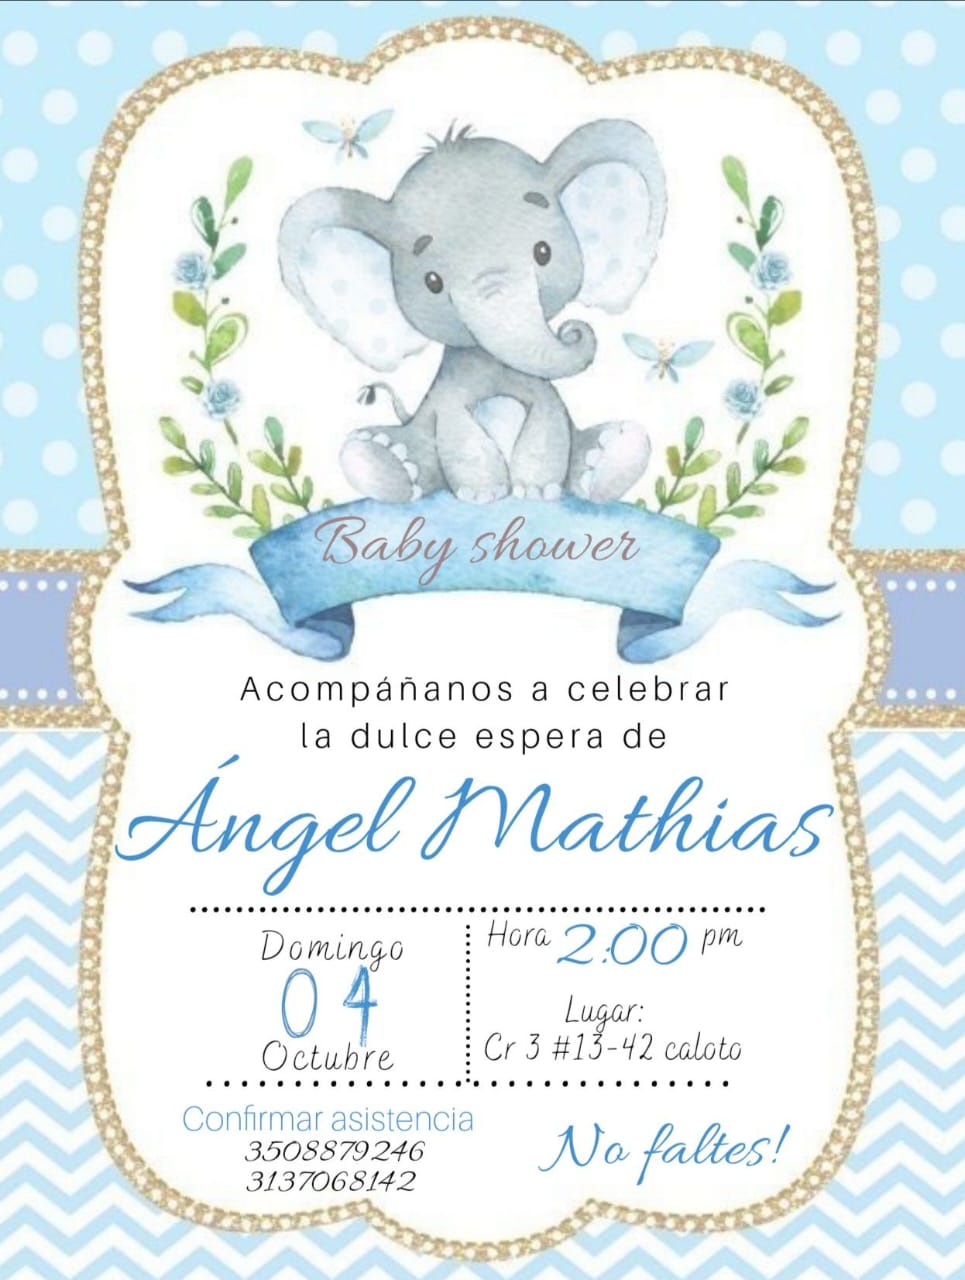 Baby shower
Acompáñanos a celebrar
la dulce espera de
Ángel Mathias
Domingo
04
Octubre
Hora 2:00 pm
Lugar:
Cr 3 #13-42 caloto
Confirmar asistencia
3508879246
3137068142
No faltes!